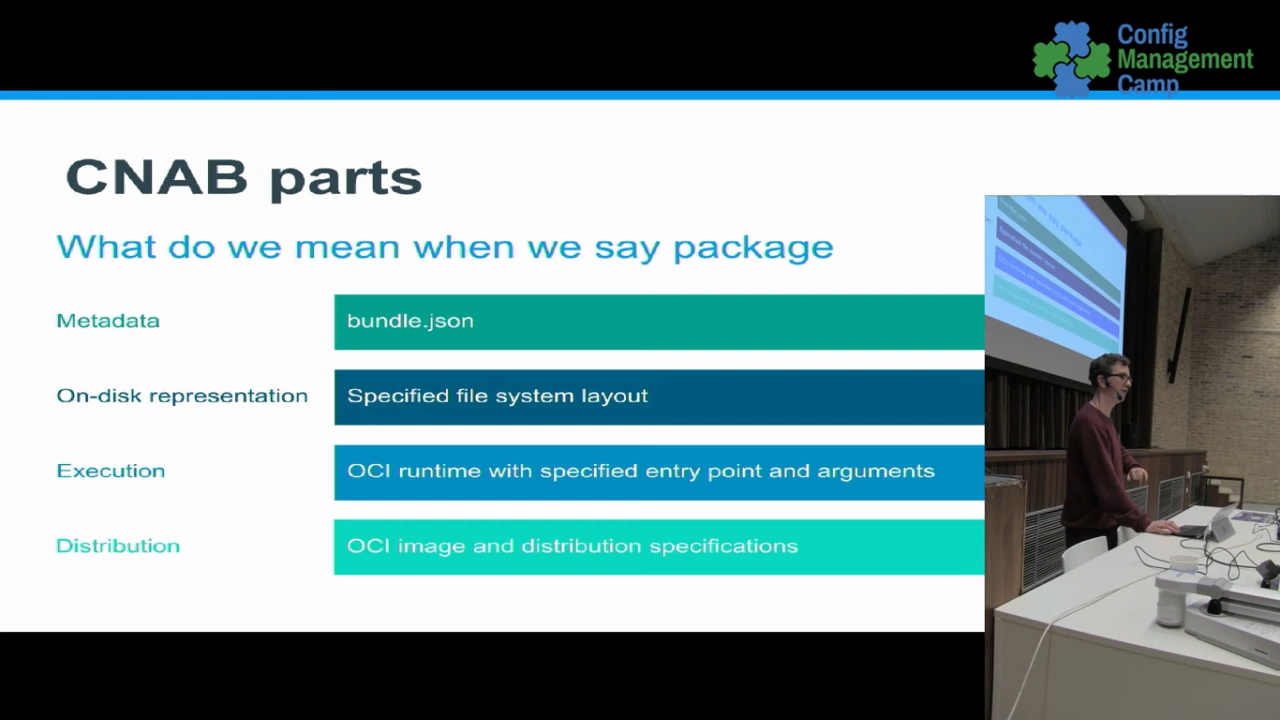 Config
Management
Camp
CNAB parts
What do we mean when we say package
Metadata
bundle.json
On-disk representation
Specified file system layout
Execution
OCI runtime with specified entry point and arguments
Distribution
OCI image and distribution specifications